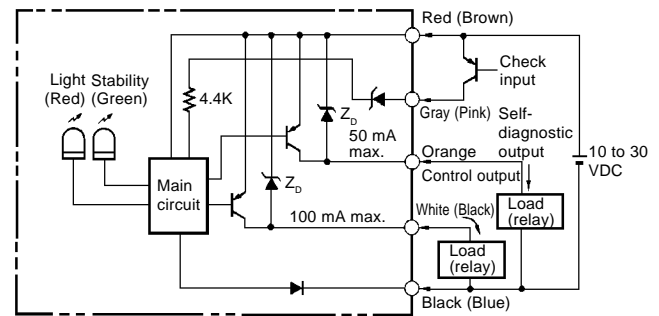 Red (Brown)
Check
input
Light Stability
(Red) (Green)
4.4K
Gray (Pink)
Self-
diagnostic
output
ZD
50 mA
max.
Orange
Control output
10 to 30
VDC
Main
circuit
ZD
100 mA max.
White (Black)
Load
(relay)
Load
(relay)
Black (Blue)